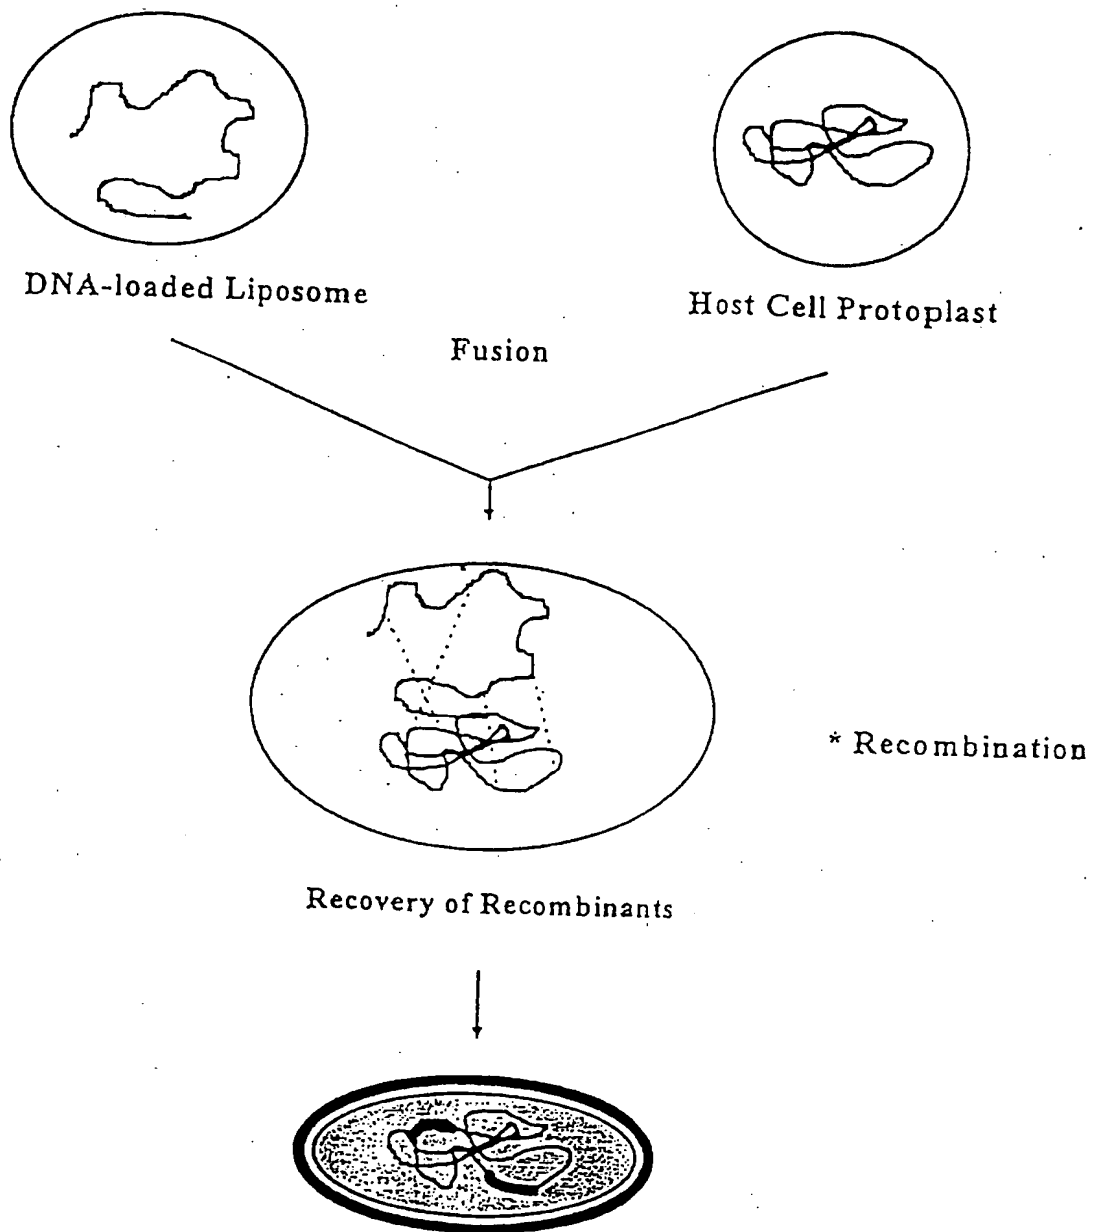 DNA-loaded Liposome
Host Cell Protoplast
Fusion
* Recombination
Recovery of Recombinants